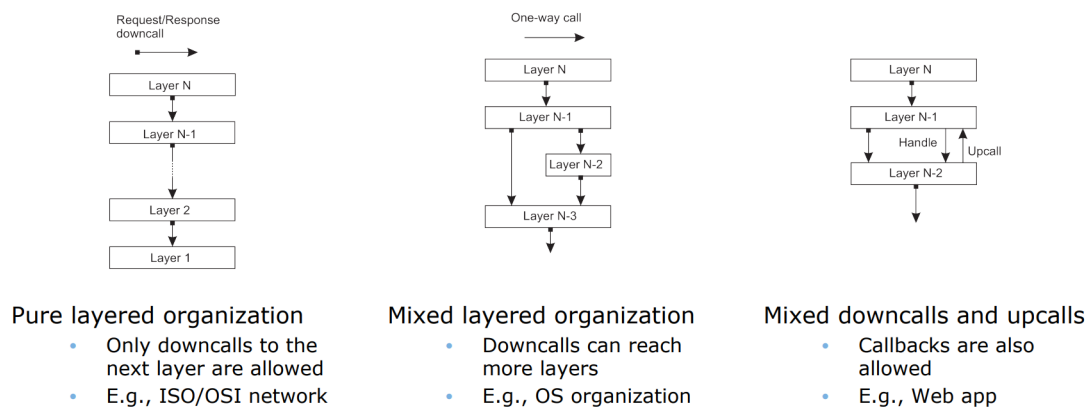 Request/Response
downcall
Layer N
Layer N-1
Layer 2
Layer 1
Pure layered organization
• Only downcalls to the
next layer are allowed
• E.g., ISO/OSI network
One-way call
Layer N
Layer N-1
Layer N-2
Layer N-3
Mixed layered organization
• Downcalls can reach
more layers
• E.g., OS organization
Layer N
Layer N-1
Handle
Upcall
Layer N-2
Mixed downcalls and upcalls
• Callbacks are also
allowed
• E.g., Web app